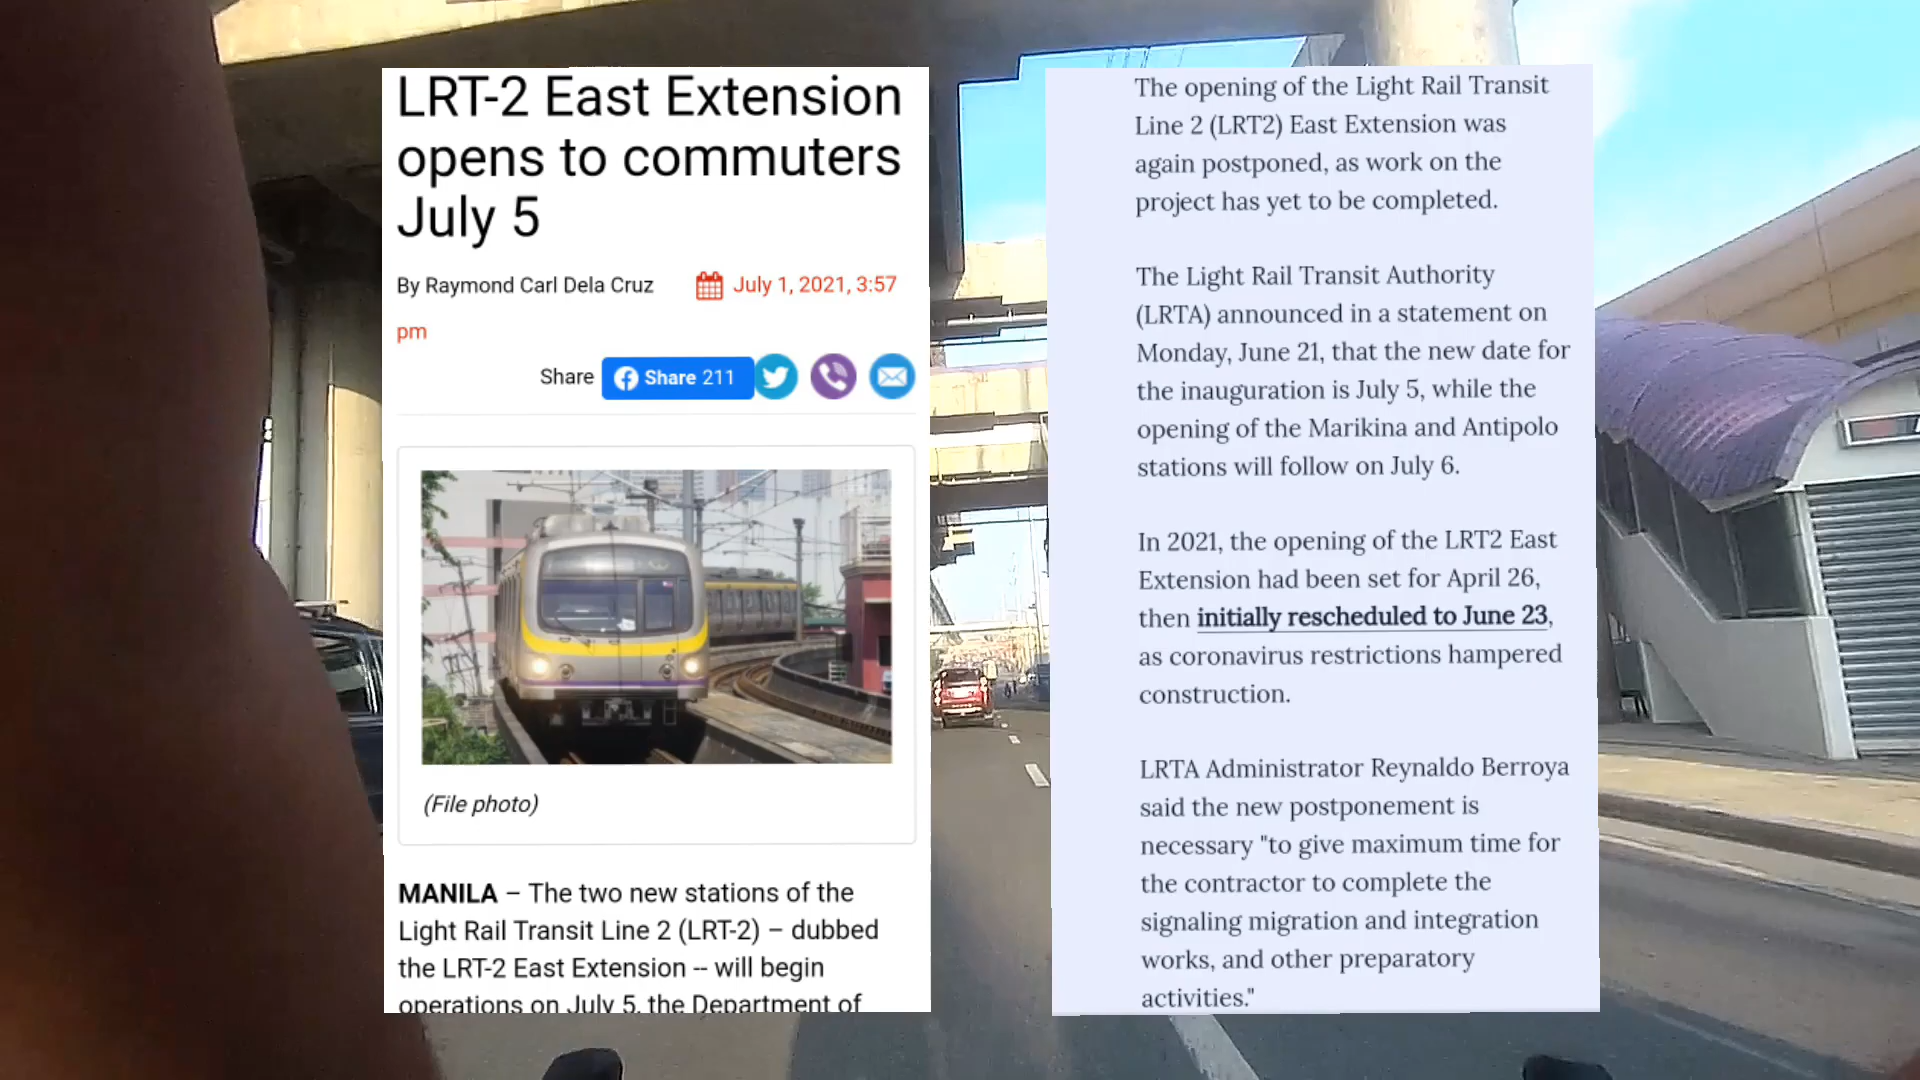 LRT-2 East Extension
opens to commuters
July 5
By Raymond Carl Dela Cruz July 1, 2021, 3:57
pm
Share Share 211
(File photo)
MANILA – The two new stations of the
Light Rail Transit Line 2 (LRT-2) – dubbed
the LRT-2 East Extension -- will begin
operations on July 5, the Department of
The opening of the Light Rail Transit
Line 2 (LRT2) East Extension was
again postponed, as work on the
project has yet to be completed.
The Light Rail Transit Authority
(LRTA) announced in a statement on
Monday, June 21, that the new date for
the inauguration is July 5, while the
opening of the Marikina and Antipolo
stations will follow on July 6.
In 2021, the opening of the LRT2 East
Extension had been set for April 26,
then initially rescheduled to June 23,
as coronavirus restrictions hampered
construction.
LRTA Administrator Reynaldo Berroya
said the new postponement is
necessary "to give maximum time for
the contractor to complete the
signaling migration and integration
works, and other preparatory
activities."